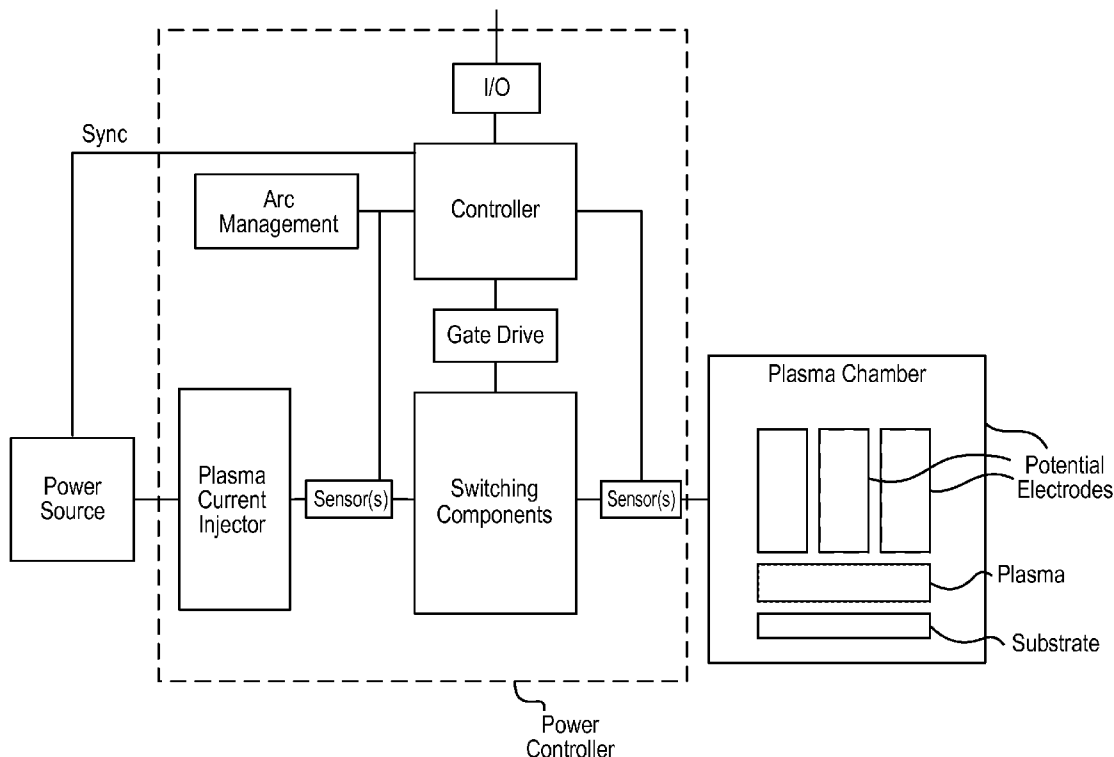 I/O
Sync
Arc
Management
Controller
Gate Drive
Plasma Chamber
Power
Source
Plasma
Current
Injector
Sensor(s)
Switching
Components
Sensor(s)
Potential
Electrodes
Plasma
Substrate
Power
Controller